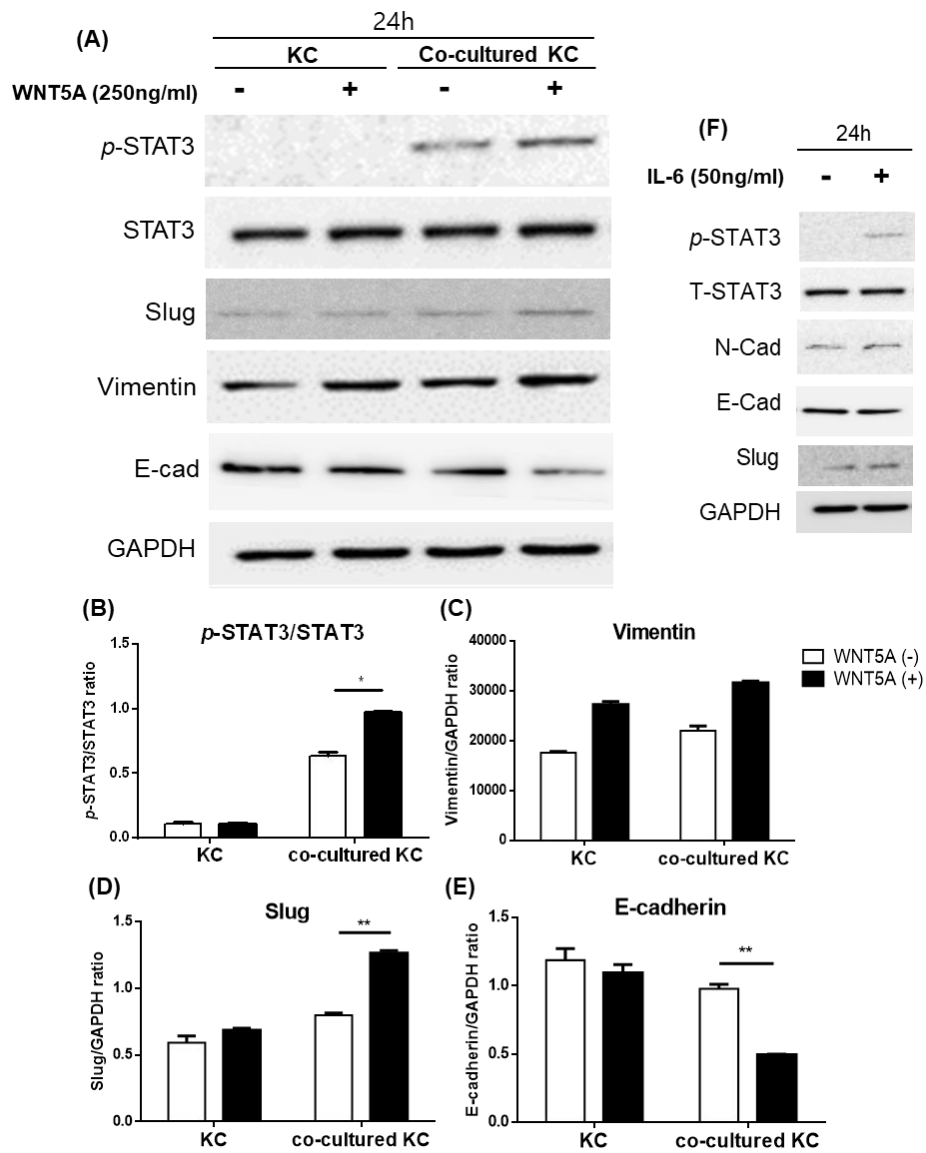 (A)
24h
KC Co-cultured KC
WNT5A (250ng/ml) - + - +
p-STAT3
STAT3
Slug
Vimentin
E-cad
GAPDH
(F)
24h
IL-6 (50ng/ml) - +
p-STAT3
T-STAT3
N-Cad
E-Cad
Slug
GAPDH
(B)
p-STAT3/STAT3
p-STAT3/STAT3 ratio
1.5
1.0
0.5
0.0
*
KC co-cultured KC
(C)
Vimentin
Vimentin/GAPDH ratio
40000
30000
20000
10000
0
KC co-cultured KC
WNT5A (-)
WNT5A (+)
(D)
Slug
Slug/GAPDH ratio
1.5
1.0
0.5
0.0
**
KC co-cultured KC
(E)
E-cadherin
E-cadherin/GAPDH ratio
1.5
1.0
0.5
0.0
**
KC co-cultured KC